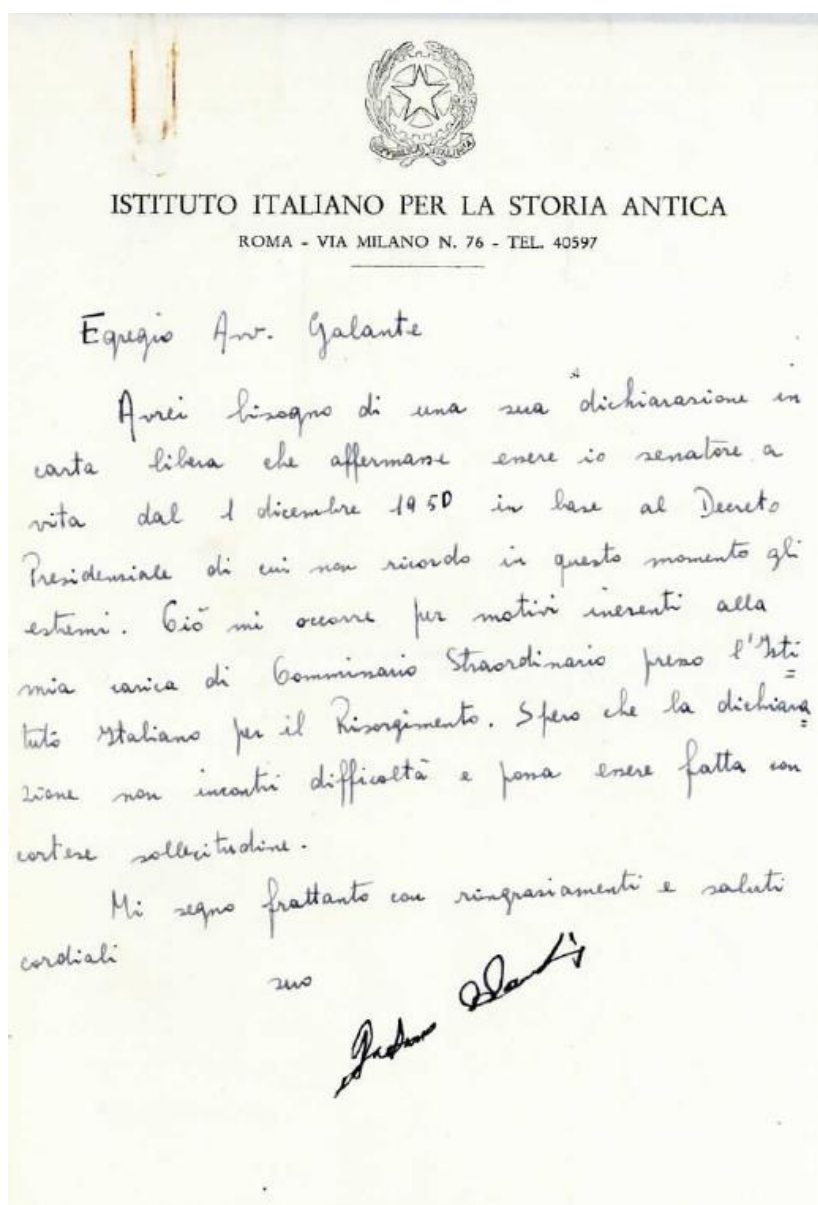 ISTITUTO ITALIANO PER LA STORIA ANTICA
ROMA - VIA MILANO N. 76 - TEL. 40597
Egregio Avv. Galante
Avrei bisogno di una sua dichiarazione in
carta libera che affermasse essere io senatore a
vita dal 1 dicembre 1950 in base al Decreto
Presidenziale di cui non ricordo in questo momento gli
estremi. Ciò mi occorre per motivi inerenti alla
mia carica di Commissario Straordinario presso l'Isti=
tuto Italiano per il Risorgimento. Spero che la dichiara=
zione non incontri difficoltà e possa essere fatta con
cortese sollecitudine.
Mi segno frattanto con ringraziamenti e saluti
cordiali
suo
Gaetano